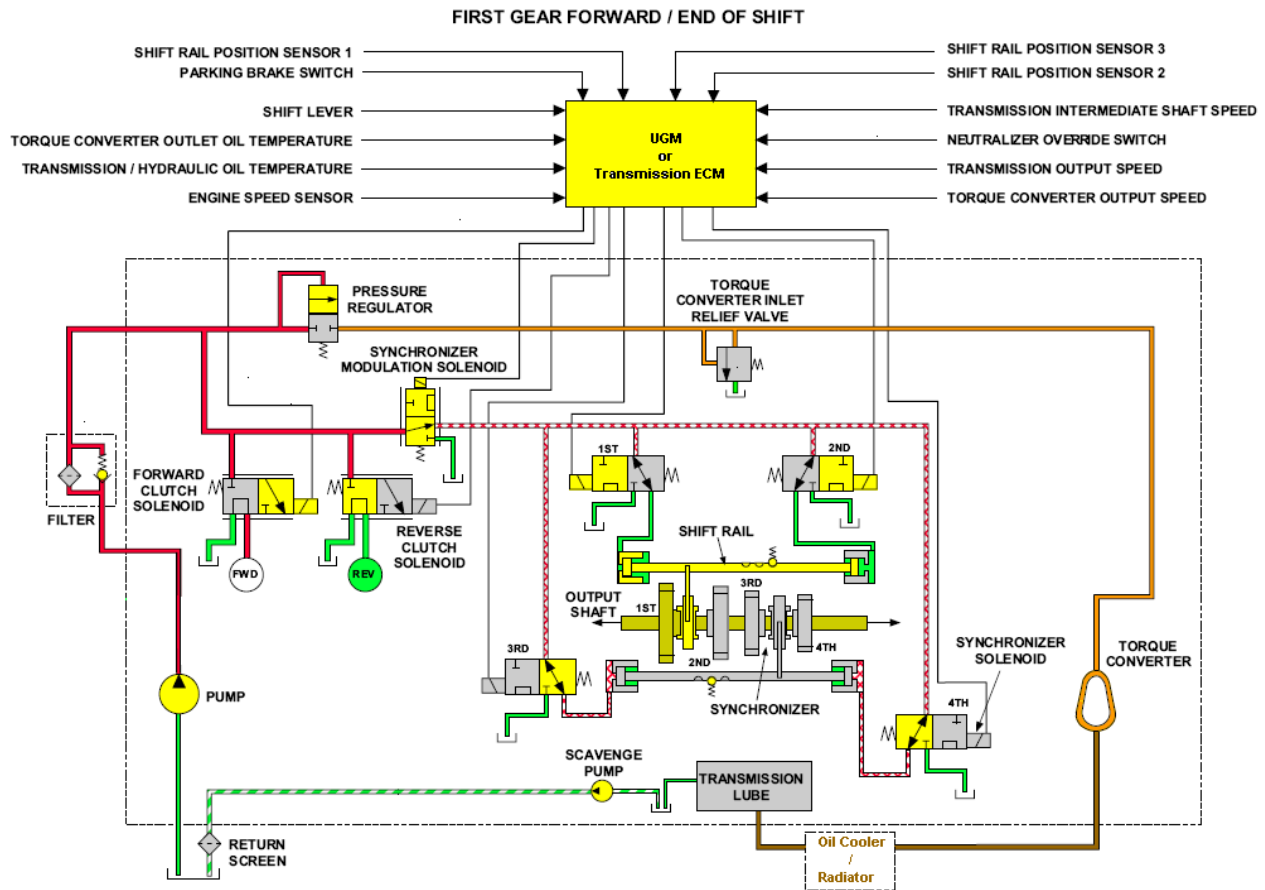 FIRST GEAR FORWARD / END OF SHIFT
SHIFT RAIL POSITION SENSOR 1
PARKING BRAKE SWITCH
SHIFT LEVER
TORQUE CONVERTER OUTLET OIL TEMPERATURE
TRANSMISSION / HYDRAULIC OIL TEMPERATURE
ENGINE SPEED SENSOR
SHIFT RAIL POSITION SENSOR 3
SHIFT RAIL POSITION SENSOR 2
TRANSMISSION INTERMEDIATE SHAFT SPEED
NEUTRALIZER OVERRIDE SWITCH
TRANSMISSION OUTPUT SPEED
TORQUE CONVERTER OUTPUT SPEED
UGM
or
Transmission ECM
PRESSURE
REGULATOR
TORQUE
CONVERTER INLET
RELIEF VALVE
SYNCHRONIZER
MODULATION SOLENOID
1ST
2ND
FORWARD
CLUTCH
SOLENOID
FILTER
REVERSE
CLUTCH
SOLENOID
FWD
REV
SHIFT RAIL
OUTPUT
SHAFT
1ST
3RD
2ND
4TH
3RD
SYNCHRONIZER
SYNCHRONIZER
SOLENOID
4TH
TORQUE
CONVERTER
PUMP
SCAVENGE
PUMP
TRANSMISSION
LUBE
RETURN
SCREEN
Oil Cooler
/
Radiator